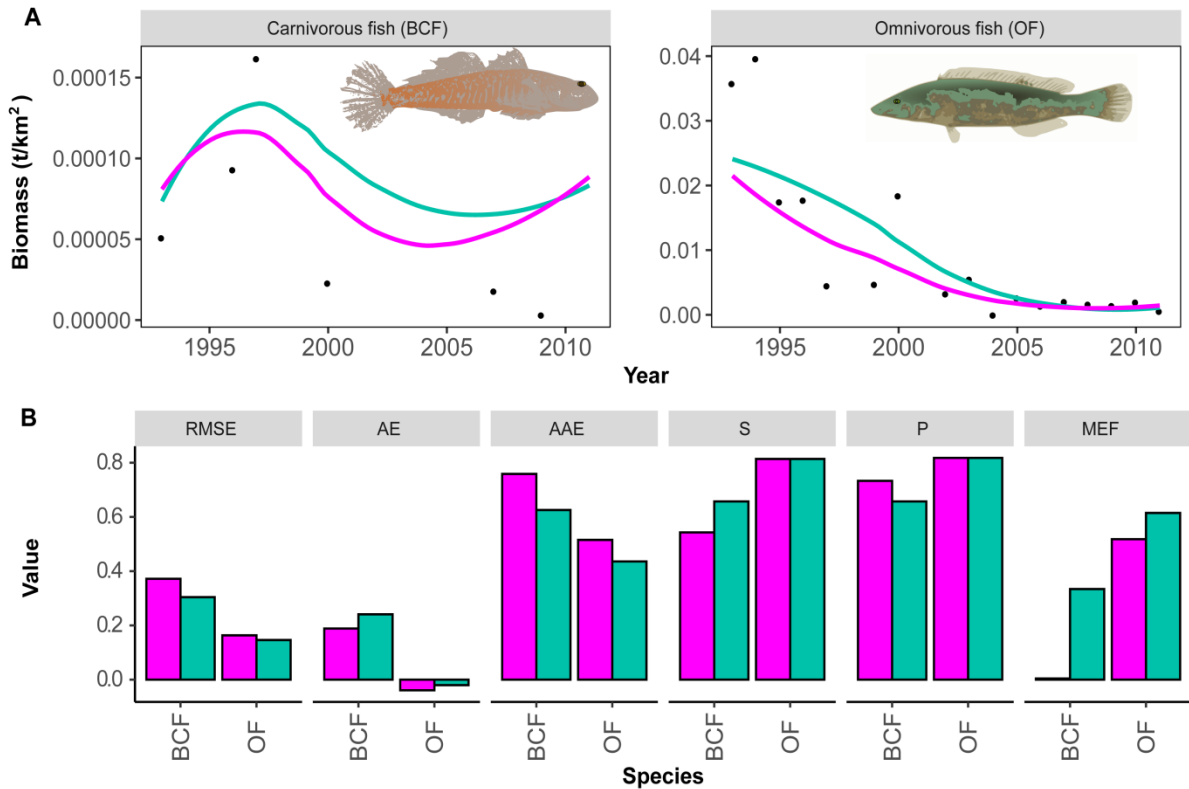 A
Carnivorous fish (BCF)
Omnivorous fish (OF)
Biomass (t/km² )
0.00015
0.00010
0.00005
0.00000
1995 2000 2005 2010
0.04
0.03
0.02
0.01
0.00
1995 2000 2005 2010
Year
B
RMSE AE AAE S P MEF
Value
0.8
0.6
0.4
0.2
0.0
BCF OF BCF OF BCF OF BCF OF BCF OF BCF OF
Species